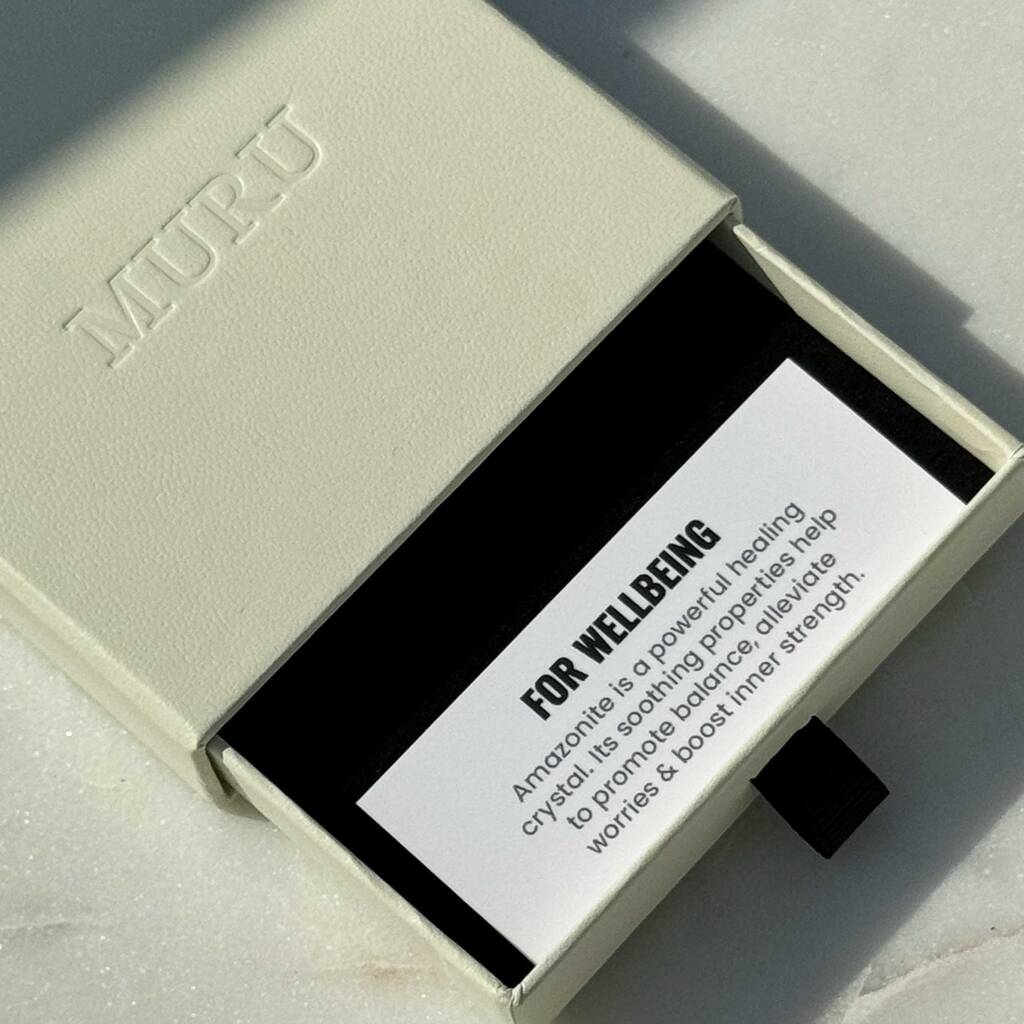 MURU
FOR WELLBEING
Amazonite is a powerful healing
crystal. Its soothing properties help
to promote balance, alleviate
worries & boost inner strength.